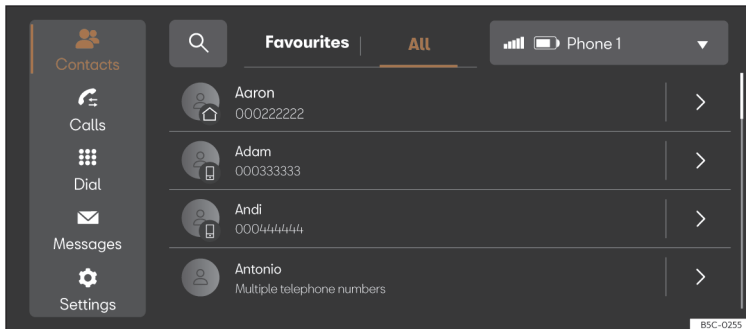 Contacts
Calls
Dial
Messages
Settings
Favourites
All
Phone 1
Aaron
000222222
Adam
000333333
Andi
000444444
Antonio
Multiple telephone numbers
B5C-0255